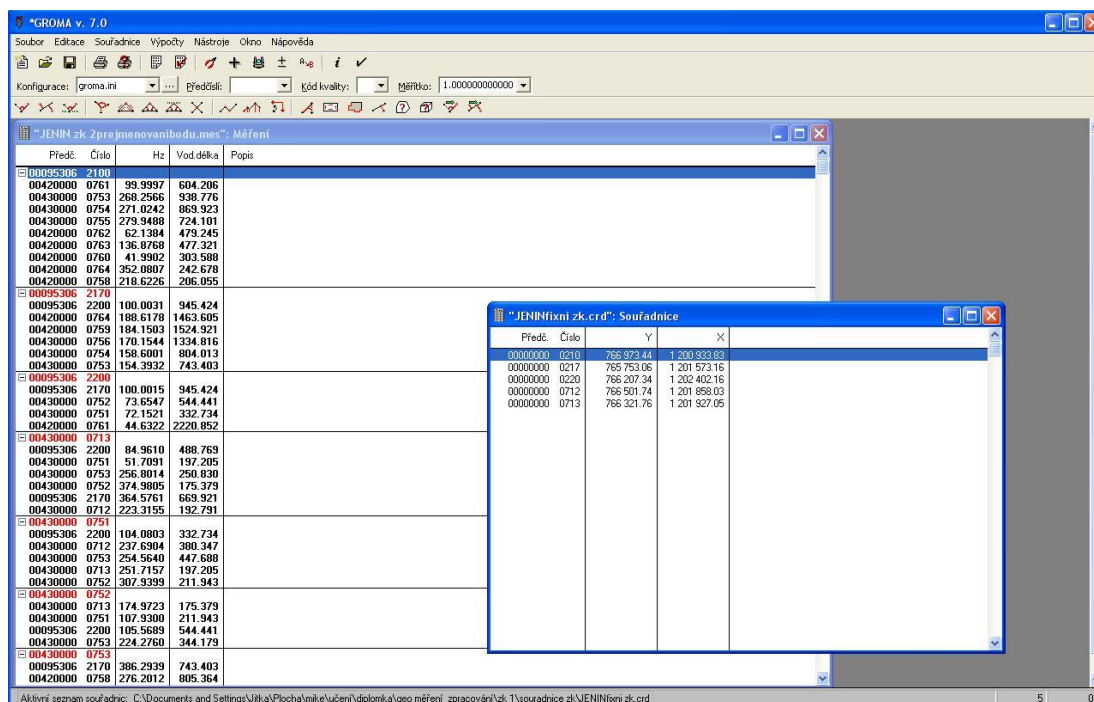 *GROMA v. 7.0
Soubor Editace Souřadnice Výpočty Nástroje Okno Nápověda
Konfigurace: groma.ini ... Předčíslí: Kód kvality: Měřítko: 1.000000000000
"JENIN zk 2prejmenovanibodu.mes": Měření
Předč. Číslo Hz Vod.délka Popis
00095306 2100
00420000 0761 99.9997 604.206
00430000 0753 268.2566 938.776
00430000 0754 271.0242 869.923
00430000 0755 279.9488 724.101
00420000 0762 62.1384 479.245
00420000 0763 136.8768 477.321
00420000 0760 41.9902 303.588
00420000 0764 352.0807 242.678
00420000 0758 218.6226 206.055
00095306 2170
00095306 2200 100.0031 945.424
00420000 0764 188.6178 1463.605
00420000 0759 184.1503 1524.921
00430000 0756 170.1544 1334.816
00430000 0754 158.6001 804.013
00430000 0753 154.3932 743.403
00095306 2200
00095306 2170 100.0015 945.424
00430000 0752 73.6547 544.441
00430000 0751 72.1521 332.734
00420000 0761 44.6322 2220.852
00430000 0713
00095306 2200 84.9610 488.769
00430000 0751 51.7091 197.205
00430000 0753 256.8014 250.830
00430000 0752 374.9805 175.379
00095306 2170 364.5761 669.921
00430000 0712 223.3155 192.791
00430000 0751
00095306 2200 104.0803 332.734
00430000 0712 237.6904 380.347
00430000 0753 254.5640 447.688
00430000 0713 251.7157 197.205
00430000 0752 307.9399 211.943
00430000 0752
00430000 0713 174.9723 175.379
00430000 0751 107.9300 211.943
00095306 2200 105.5689 544.441
00430000 0753 224.2760 344.179
00430000 0753
00095306 2170 386.2939 743.403
00420000 0758 276.2012 805.364
"JENINfixni zk.crd": Souřadnice
Předč. Číslo Y X
00000000 0210 766 973.44 1 200 933.83
00000000 0217 765 753.06 1 201 573.16
00000000 0220 766 207.34 1 202 402.16
00000000 0712 766 501.74 1 201 858.03
00000000 0713 766 321.76 1 201 927.05
Aktivní seznam souřadnic: C:\Documents and Settings\Jitka\Plocha\mike\učení\diplomka\geo měření_zpracování\zk 1\souradnice zk\JENINfixni zk.crd 5 0